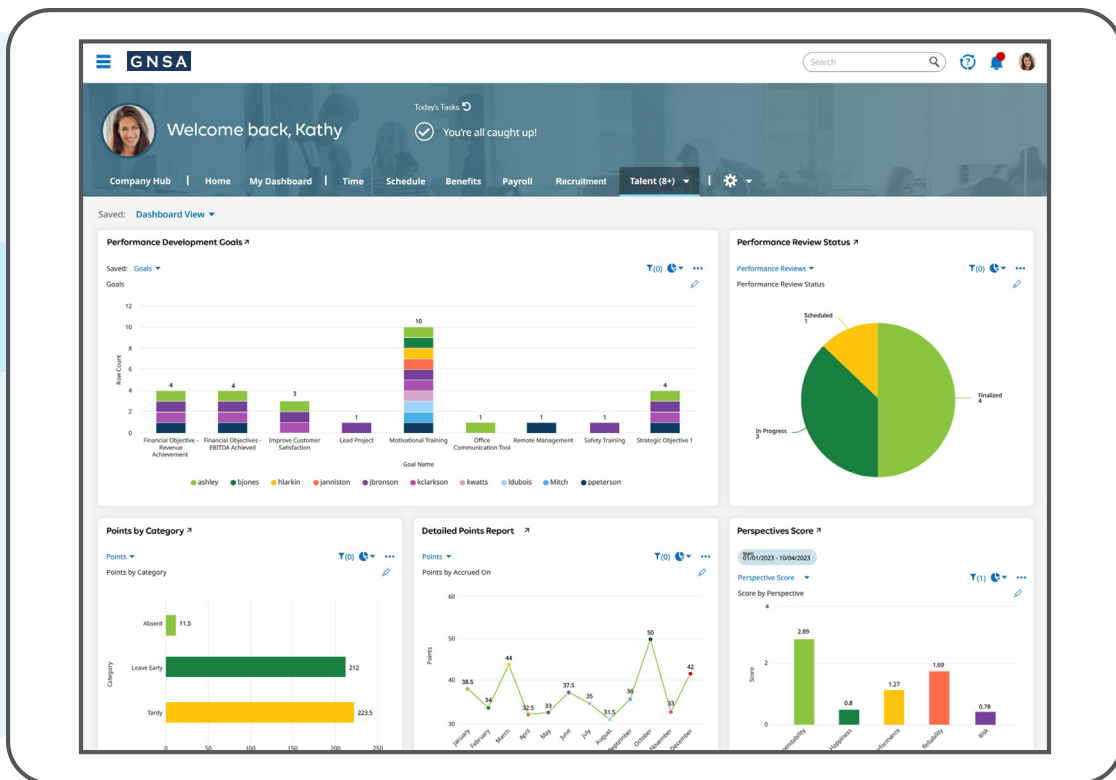 GNSA
Search
Today's Tasks
Welcome back, Kathy
You're all caught up!
Company Hub | Home My Dashboard | Time Schedule Benefits Payroll Recruitment Talent (8+) |
Saved: Dashboard View
Performance Development Goals
Saved: Goals
(0)
Goals
12
10
8
6
4
2
0
Row Count
4
4
3
1
10
1
1
1
4
Financial Objective -
Revenue
Achievement
Financial Objectives -
EBITDA Achieved
Improve Customer
Satisfaction
Lead Project
Motivational Training
Office
Communication Tool
Remote Management
Safety Training
Strategic Objective 1
Goal Name
ashley bjones hlarkin janniston jbronson kclarkson kwatts ldubois Mitch ppeterson
Performance Review Status
Performance Reviews
(0)
Performance Review Status
Scheduled
1
Finalized
4
In Progress
3
Points by Category
Points
(0)
Points by Category
Category
Absent 11.5
Leave Early 212
Tardy 223.5
0 50 100 150 200 250
Detailed Points Report
Points
(0)
Points by Accrued On
Points
60
50
40
30
38.5
34
44
32.5
33
37.5
35
31.5
36
50
33
42
January
February
March
April
May
June
July
August
September
October
November
December
Perspectives Score
01/01/2023 - 10/04/2023
Perspective Score
(1)
Score by Perspective
Score
4
2
0
2.89
0.8
1.27
1.69
0.78
Happiness
Reliability
Risk